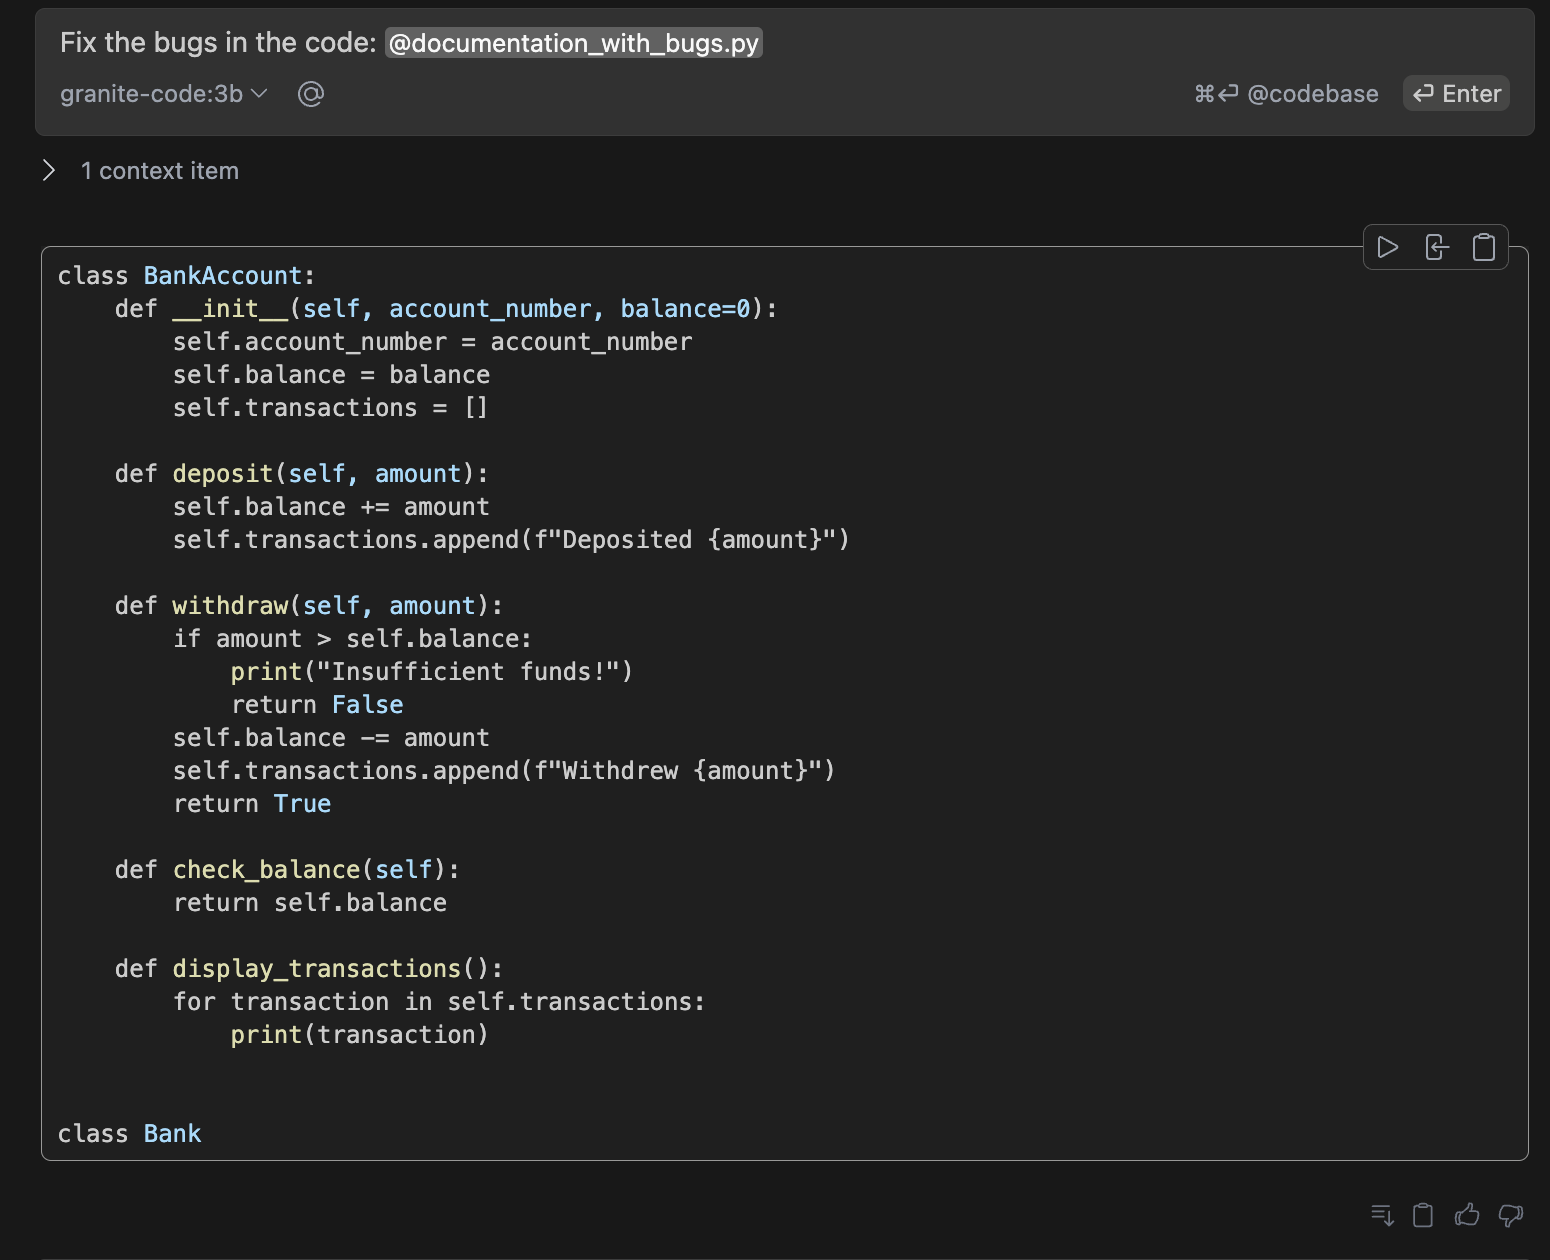 Fix the bugs in the code: @documentation_with_bugs.py
granite-code:3b @ ⌘⏎ @codebase ⏎ Enter
1 context item
class BankAccount:
    def __init__(self, account_number, balance=0):
        self.account_number = account_number
        self.balance = balance
        self.transactions = []

    def deposit(self, amount):
        self.balance += amount
        self.transactions.append(f"Deposited {amount}")

    def withdraw(self, amount):
        if amount > self.balance:
            print("Insufficient funds!")
            return False
        self.balance -= amount
        self.transactions.append(f"Withdrew {amount}")
        return True

    def check_balance(self):
        return self.balance

    def display_transactions():
        for transaction in self.transactions:
            print(transaction)

class Bank